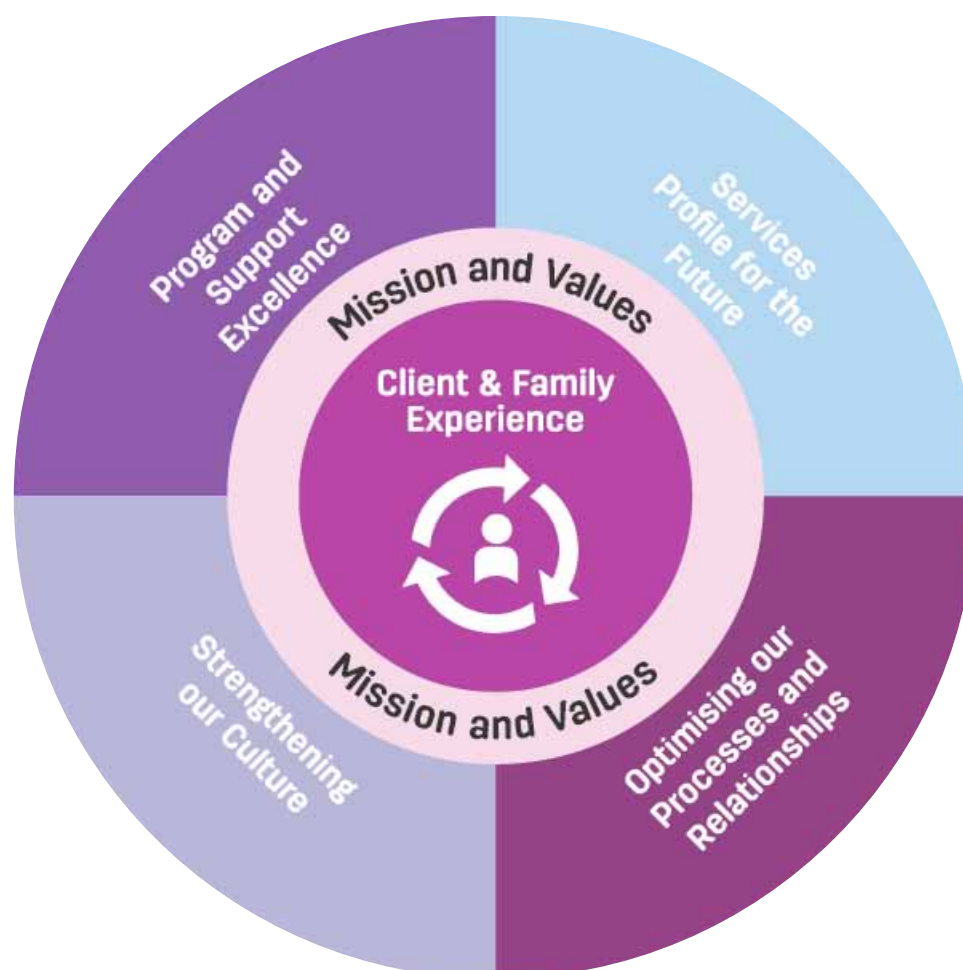 Program and
Support
Excellence
Services
Profile for the
Future
Mission and Values
Client & Family
Experience
Mission and Values
Strengthening
our Culture
Optimising our
Processes and
Relationships